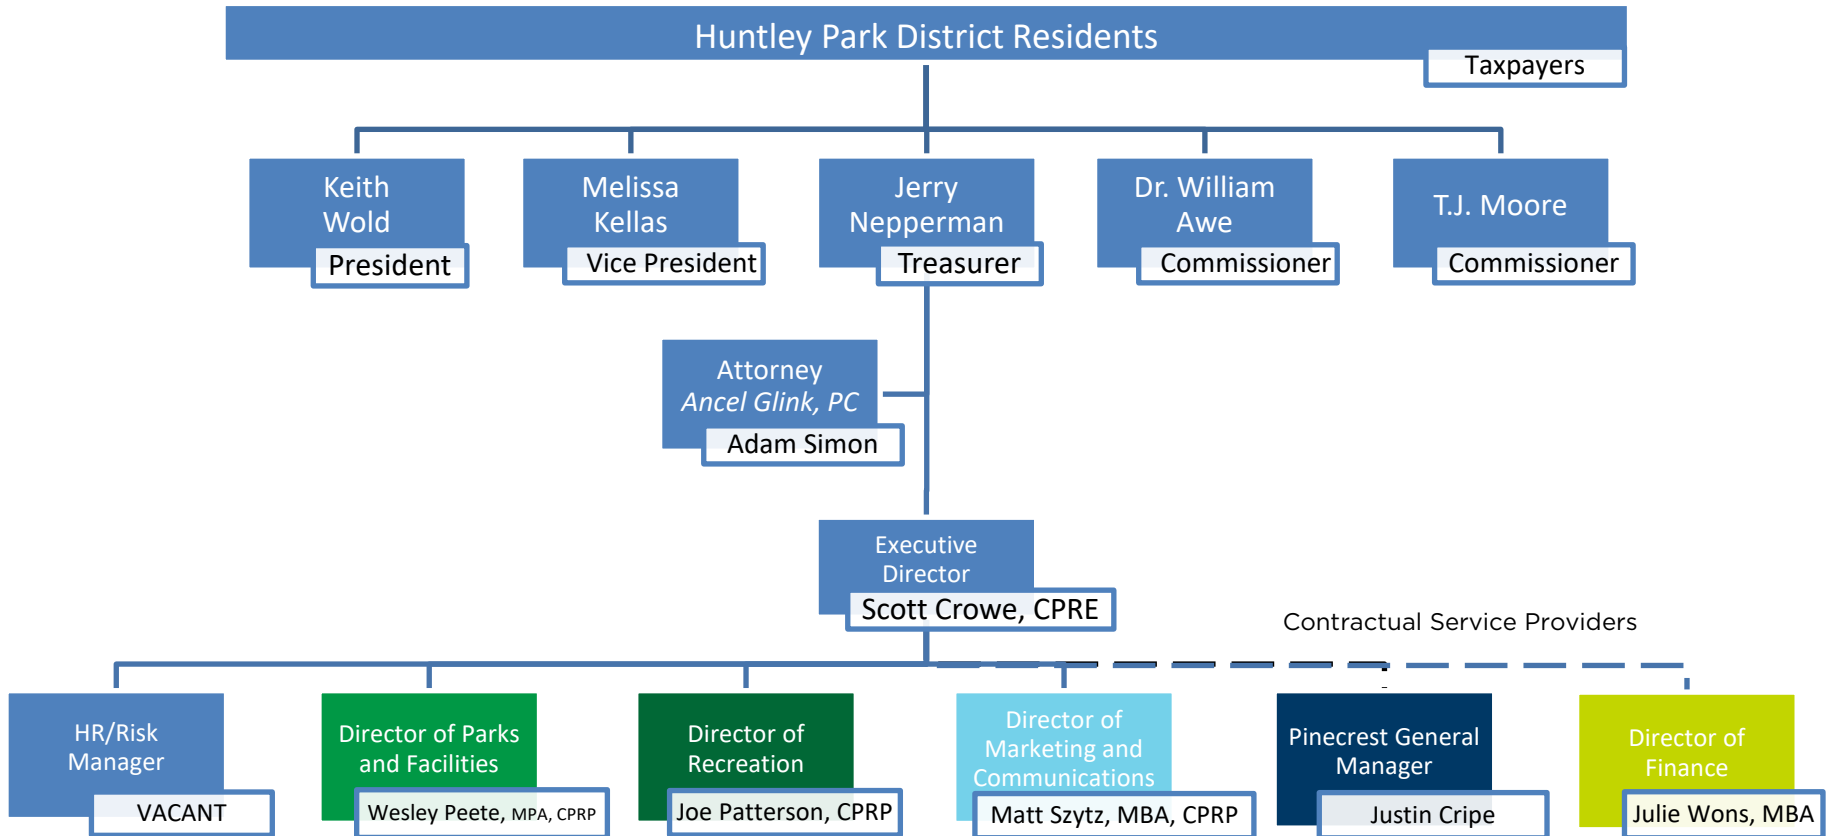 Huntley Park District Residents
Taxpayers
Keith
Wold
President
Melissa
Kellas
Vice President
Jerry
Nepperman
Treasurer
Dr. William
Awe
Commissioner
T.J. Moore
Commissioner
Attorney
Ancel Glink, PC
Adam Simon
Executive
Director
Scott Crowe, CPRE
Contractual Service Providers
HR/Risk
Manager
VACANT
Director of Parks
and Facilities
Wesley Peete, MPA, CPRP
Director of
Recreation
Joe Patterson, CPRP
Director of
Marketing and
Communications
Matt Szytz, MBA, CPRP
Pinecrest General
Manager
Justin Cripe
Director of
Finance
Julie Wons, MBA